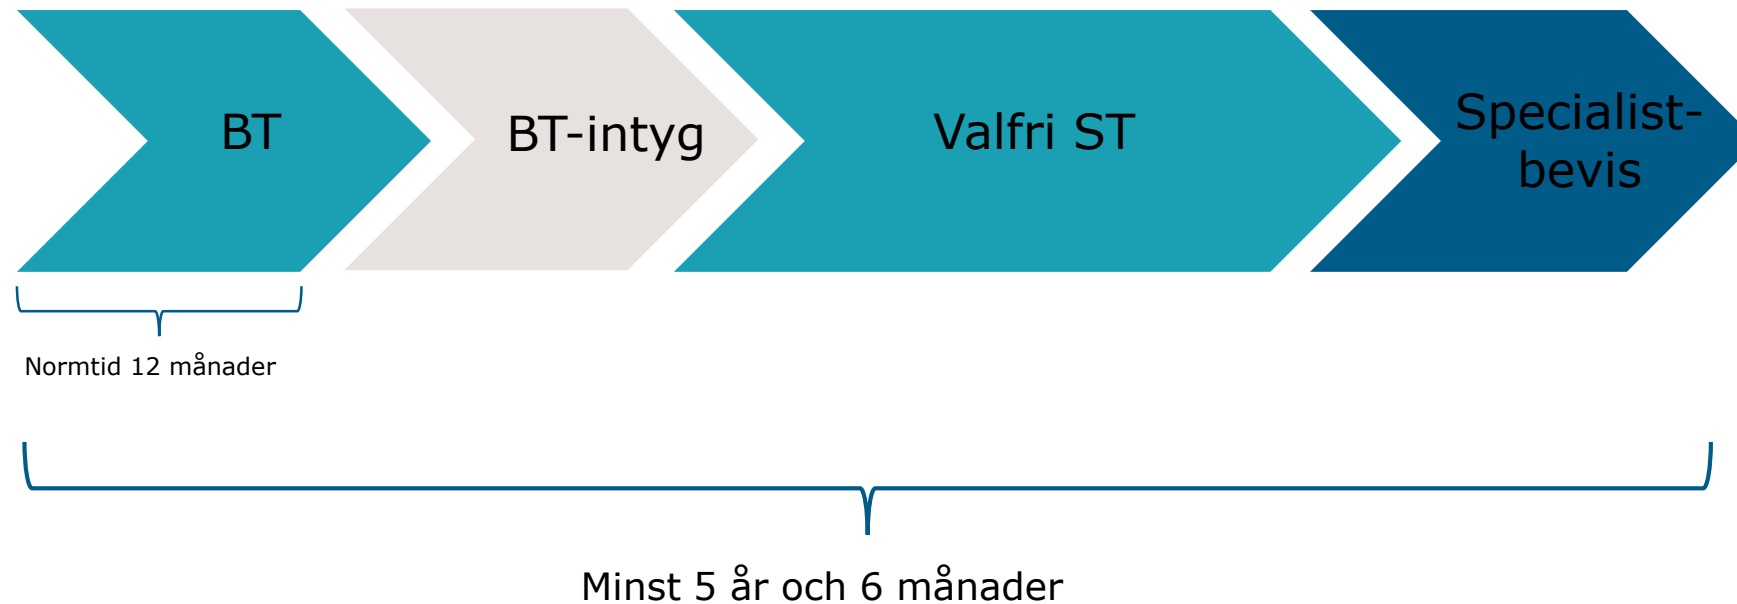 BT
BT-intyg
Valfri ST
Specialist-
bevis
Normtid 12 månader
Minst 5 år och 6 månader